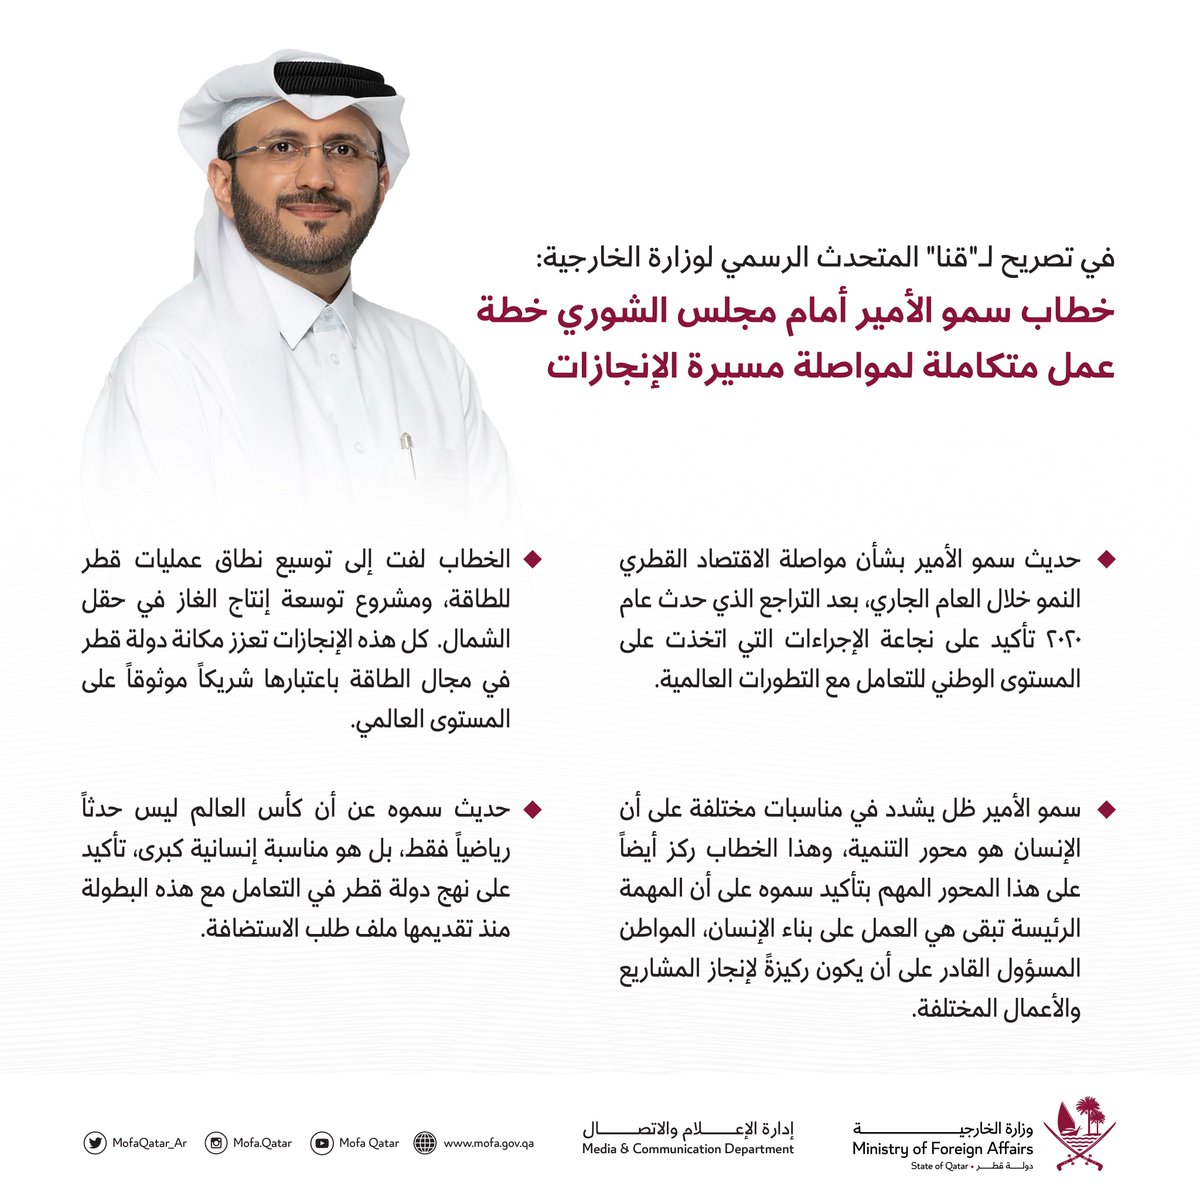 في تصريح لـ"قنا" المتحدث الرسمي لوزارة الخارجية:
خطاب سمو الأمير أمام مجلس الشوري خطة
عمل متكاملة لمواصلة مسيرة الإنجازات
حديث سمو الأمير بشأن مواصلة الاقتصاد القطري
النمو خلال العام الجاري، بعد التراجع الذي حدث عام
٢٠٢٠ تأكيد على نجاعة الإجراءات التي اتخذت على
المستوى الوطني للتعامل مع التطورات العالمية.
الخطاب لفت إلى توسيع نطاق عمليات قطر
للطاقة، ومشروع توسعة إنتاج الغاز في حقل
الشمال. كل هذه الإنجازات تعزز مكانة دولة قطر
في مجال الطاقة باعتبارها شريكاً موثوقاً على
المستوى العالمي.
سمو الأمير ظل يشدد في مناسبات مختلفة على أن
الإنسان هو محور التنمية، وهذا الخطاب ركز أيضاً
على هذا المحور المهم بتأكيد سموه على أن المهمة
الرئيسة تبقى هي العمل على بناء الإنسان، المواطن
المسؤول القادر على أن يكون ركيزةً لإنجاز المشاريع
والأعمال المختلفة.
حديث سموه عن أن كأس العالم ليس حدثاً
رياضياً فقط، بل هو مناسبة إنسانية كبرى، تأكيد
على نهج دولة قطر في التعامل مع هذه البطولة
منذ تقديمها ملف طلب الاستضافة.
MofaQatar_Ar
Mofa.Qatar
Mofa Qatar
www.mofa.gov.qa
إدارة الإعـــلام والاتصـــال
Media & Communication Department
وزارة الخارجيـــة
Ministry of Foreign Affairs
State of Qatar • دولـــة قطـــر